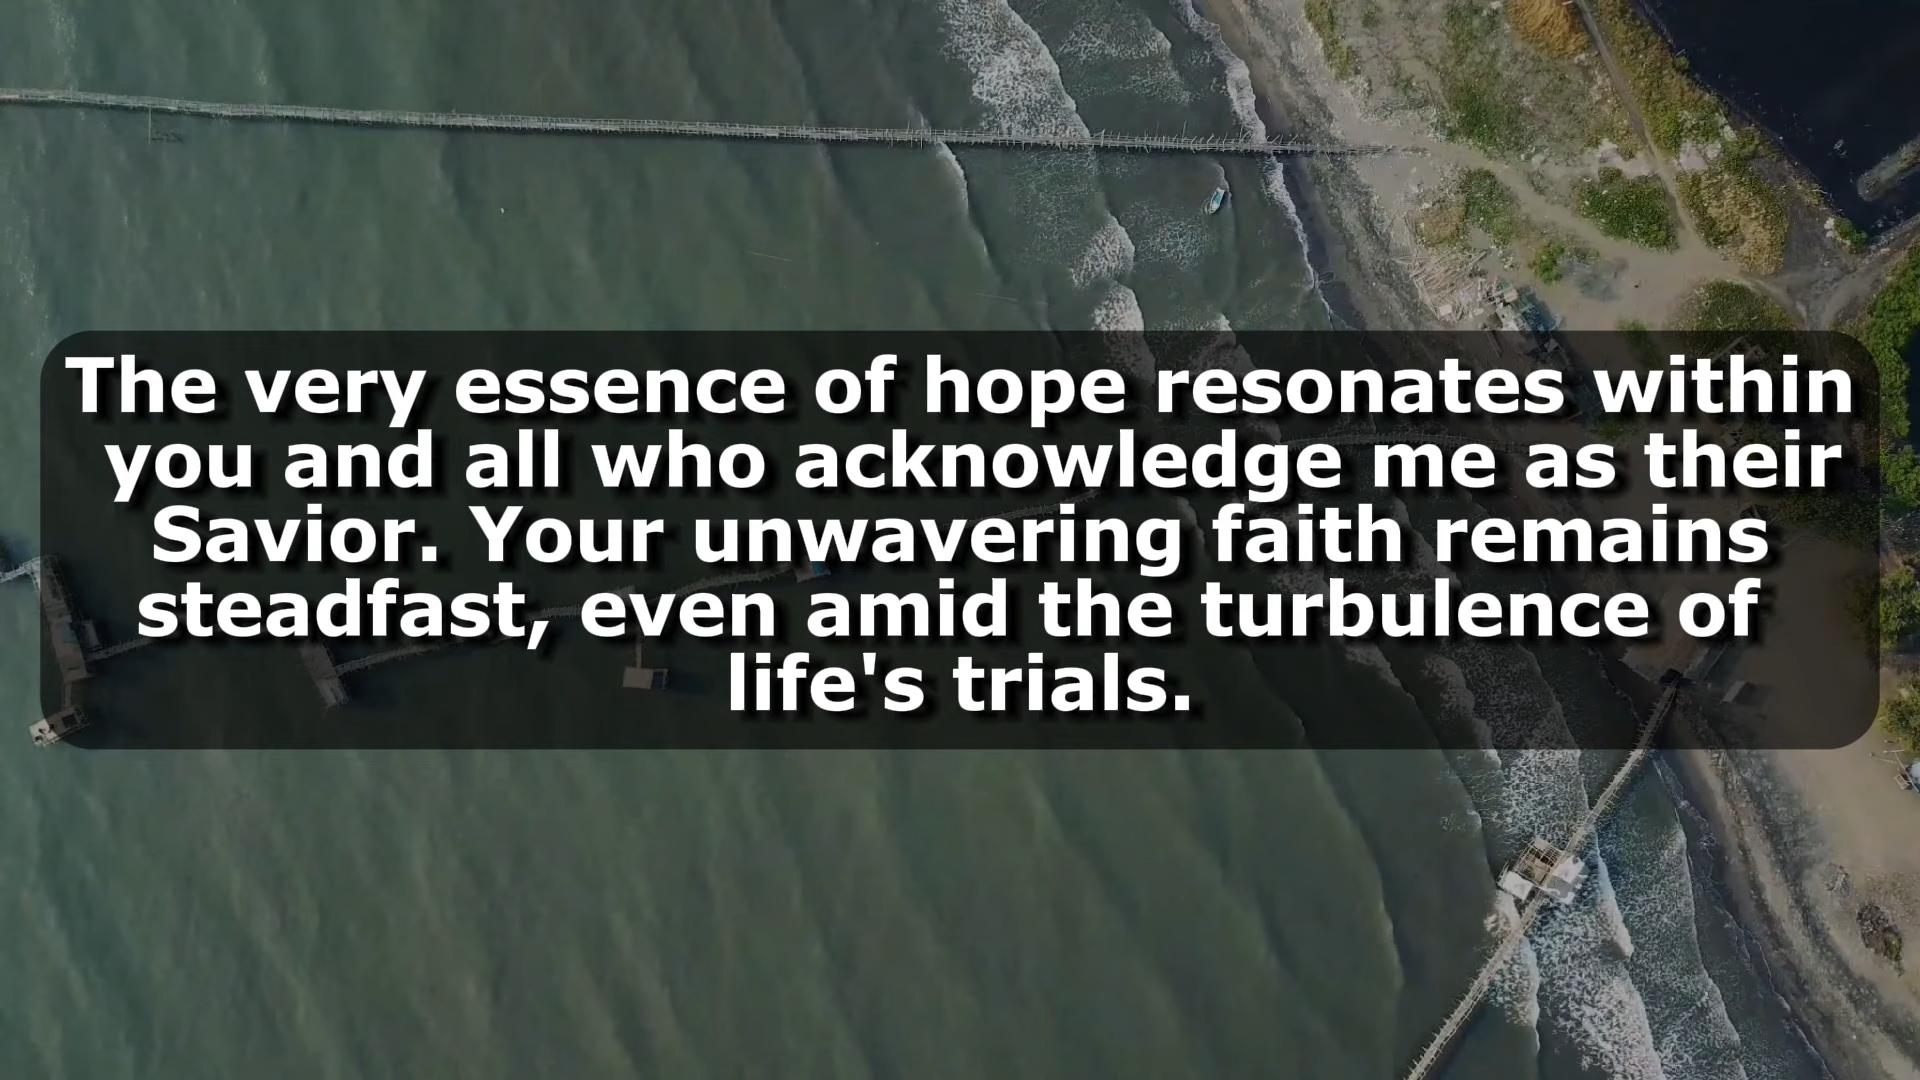 The very essence of hope resonates within
you and all who acknowledge me as their
Savior. Your unwavering faith remains
steadfast, even amid the turbulence of
life's trials.